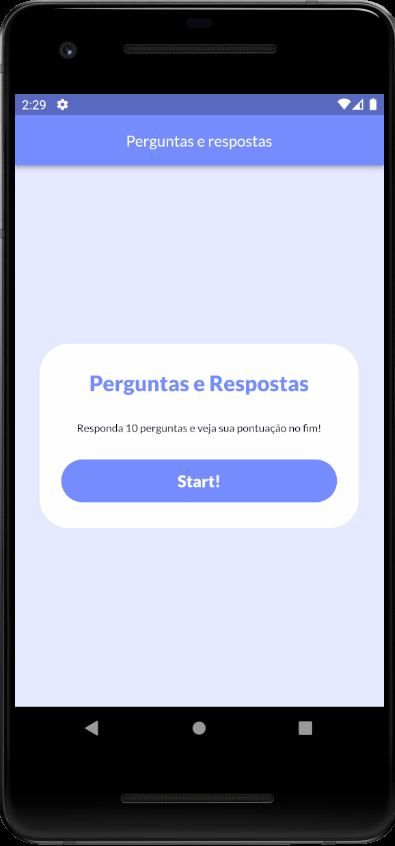 2:29
Perguntas e respostas
Perguntas e Respostas
Responda 10 perguntas e veja sua pontuação no fim!
Start!